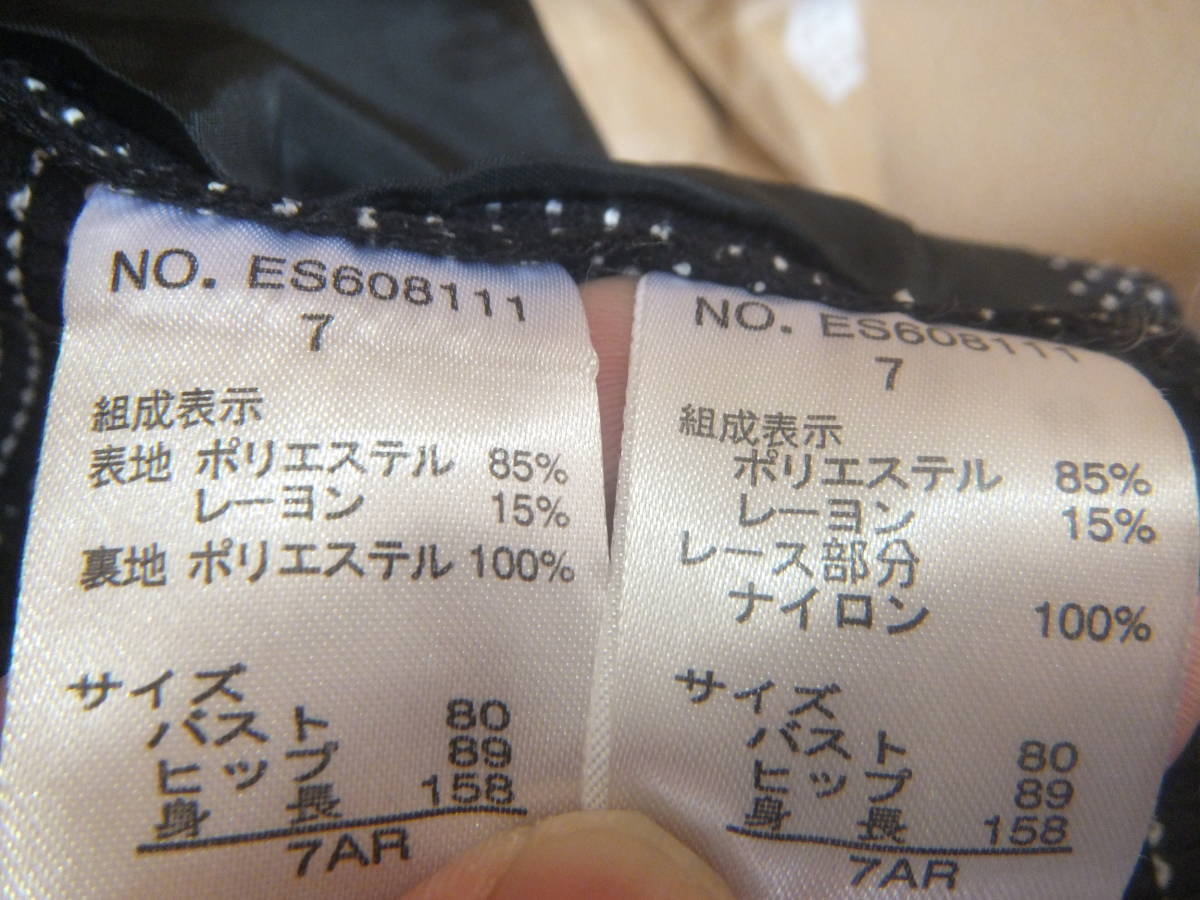 NO. ES608111
7
組成表示
表地 ポリエステル 85%
レーヨン 15%
裏地 ポリエステル 100%
サイズ
バスト 80
ヒップ 89
身長 158
7AR
NO. ES608111
7
組成表示
ポリエステル 85%
レーヨン 15%
レース部分
ナイロン 100%
サイズ
バスト 80
ヒップ 89
身長 158
7AR